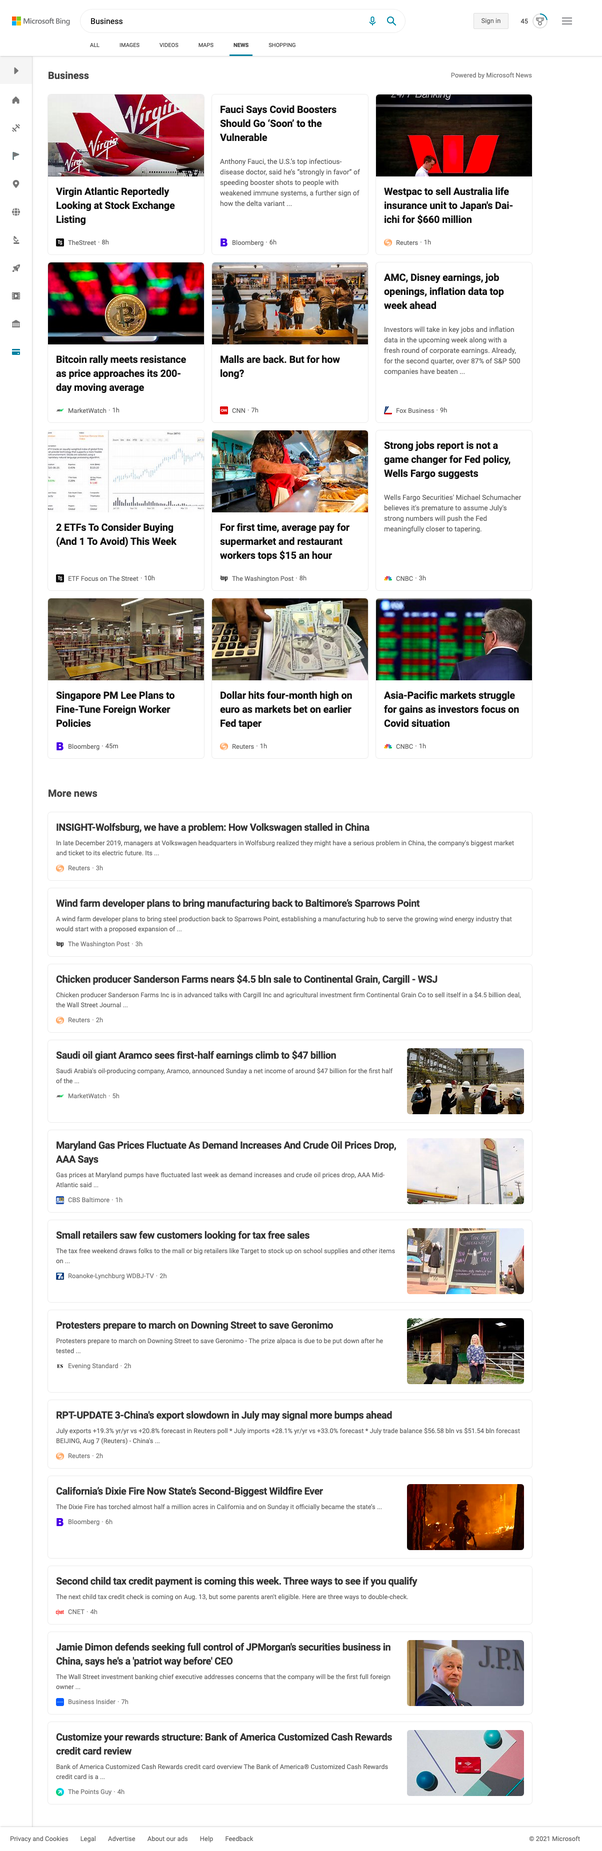 Microsoft Bing
Business
Sign in
45
ALL IMAGES VIDEOS MAPS NEWS SHOPPING
Business
Powered by Microsoft News
Virgin Atlantic Reportedly
Looking at Stock Exchange
Listing
TheStreet · 8h
Fauci Says Covid Boosters
Should Go ‘Soon’ to the
Vulnerable
Anthony Fauci, the U.S.'s top infectious-
disease doctor, said he's "strongly in favor" of
speeding booster shots to people with
weakened immune systems, a further sign of
how the delta variant ...
Bloomberg · 6h
24/7 Banking
Westpac to sell Australia life
insurance unit to Japan's Dai-
ichi for $660 million
Reuters · 1h
Bitcoin rally meets resistance
as price approaches its 200-
day moving average
MarketWatch · 1h
Malls are back. But for how
long?
CNN · 7h
AMC, Disney earnings, job
openings, inflation data top
week ahead
Investors will take in key jobs and inflation
data in the upcoming week along with a
fresh round of corporate earnings. Already,
for the second quarter, over 87% of S&P 500
companies have beaten ...
Fox Business · 9h
2 ETFs To Consider Buying
(And 1 To Avoid) This Week
ETF Focus on The Street · 10h
For first time, average pay for
supermarket and restaurant
workers tops $15 an hour
The Washington Post · 8h
Strong jobs report is not a
game changer for Fed policy,
Wells Fargo suggests
Wells Fargo Securities' Michael Schumacher
believes it's premature to assume July's
strong numbers will push the Fed
meaningfully closer to tapering.
CNBC · 3h
Singapore PM Lee Plans to
Fine-Tune Foreign Worker
Policies
Bloomberg · 45m
Dollar hits four-month high on
euro as markets bet on earlier
Fed taper
Reuters · 1h
Asia-Pacific markets struggle
for gains as investors focus on
Covid situation
CNBC · 1h
More news
INSIGHT-Wolfsburg, we have a problem: How Volkswagen stalled in China
In late December 2019, managers at Volkswagen headquarters in Wolfsburg realized they might have a serious problem in China, the company's biggest market
and ticket to its electric future. Its ...
Reuters · 3h
Wind farm developer plans to bring manufacturing back to Baltimore's Sparrows Point
A wind farm developer plans to bring steel production back to Sparrows Point, establishing a manufacturing hub to serve the growing wind energy industry that
would start with a proposed expansion of ...
The Washington Post · 3h
Chicken producer Sanderson Farms nears $4.5 bln sale to Continental Grain, Cargill - WSJ
Chicken producer Sanderson Farms Inc is in advanced talks with Cargill Inc and agricultural investment firm Continental Grain Co to sell itself in a $4.5 billion deal,
the Wall Street Journal ...
Reuters · 2h
Saudi oil giant Aramco sees first-half earnings climb to $47 billion
Saudi Arabia's oil-producing company, Aramco, announced Sunday a net income of around $47 billion for the first half
of the ...
MarketWatch · 5h
Maryland Gas Prices Fluctuate As Demand Increases And Crude Oil Prices Drop,
AAA Says
Gas prices at Maryland pumps have fluctuated last week as demand increases and crude oil prices drop, AAA Mid-
Atlantic said ...
CBS Baltimore · 1h
Small retailers saw few customers looking for tax free sales
The tax free weekend draws folks to the mall or big retailers like Target to stock up on school supplies and other items
on ...
Roanoke-Lynchburg WDBJ-TV · 2h
Protesters prepare to march on Downing Street to save Geronimo
Protesters prepare to march on Downing Street to save Geronimo - The prize alpaca is due to be put down after he
tested ...
Evening Standard · 2h
RPT-UPDATE 3-China's export slowdown in July may signal more bumps ahead
July exports +19.3% yr/yr vs +20.8% forecast in Reuters poll * July imports +28.1% yr/yr vs +33.0% forecast * July trade balance $56.58 bln vs $51.54 bln forecast
BEIJING, Aug 7 (Reuters) - China's ...
Reuters · 2h
California's Dixie Fire Now State's Second-Biggest Wildfire Ever
The Dixie Fire has torched almost half a million acres in California and on Sunday it officially became the state's ...
Bloomberg · 6h
Second child tax credit payment is coming this week. Three ways to see if you qualify
The next child tax credit check is coming on Aug. 13, but some parents aren't eligible. Here are three ways to double-check.
CNET · 4h
Jamie Dimon defends seeking full control of JPMorgan's securities business in
China, says he's a 'patriot way before' CEO
The Wall Street investment banking chief executive addresses concerns that the company will be the first full foreign
owner ...
Business Insider · 7h
Customize your rewards structure: Bank of America Customized Cash Rewards
credit card review
Bank of America Customized Cash Rewards credit card overview The Bank of America® Customized Cash Rewards
credit card is a ...
The Points Guy · 4h
Privacy and Cookies Legal Advertise About our ads Help Feedback
© 2021 Microsoft